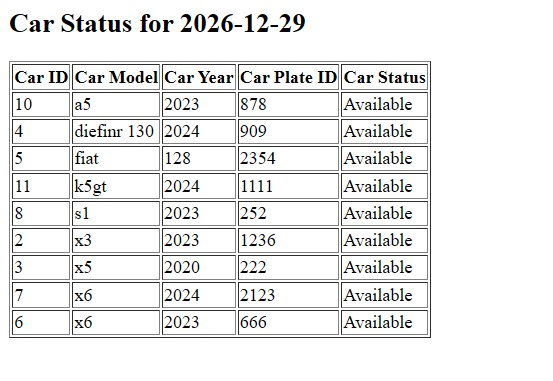 Car Status for 2026-12-29
Car ID Car Model Car Year Car Plate ID Car Status
10 a5 2023 878 Available
4 diefinr 130 2024 909 Available
5 fiat 128 2354 Available
11 k5gt 2024 1111 Available
8 s1 2023 252 Available
2 x3 2023 1236 Available
3 x5 2020 222 Available
7 x6 2024 2123 Available
6 x6 2023 666 Available